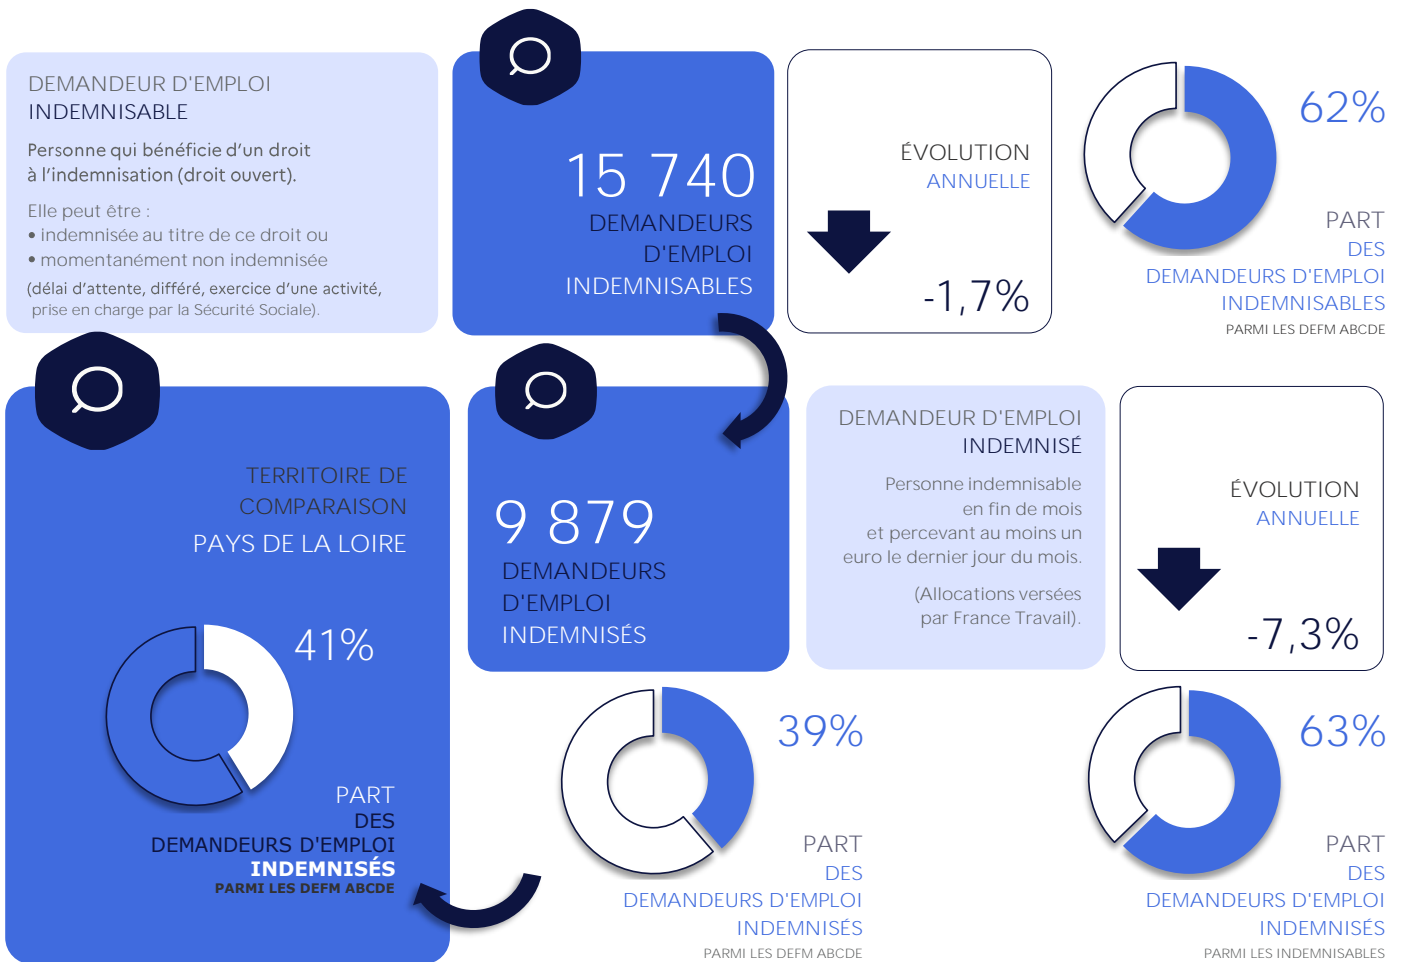 DEMANDEUR D'EMPLOI
INDEMNISABLE
Personne qui bénéficie d'un droit
à l'indemnisation (droit ouvert).
Elle peut être :
• indemnisée au titre de ce droit ou
• momentanément non indemnisée
(délai d'attente, différé, exercice d'une activité,
prise en charge par la Sécurité Sociale).
15 740
DEMANDEURS
D'EMPLOI
INDEMNISABLES
ÉVOLUTION
ANNUELLE
-1,7%
62%
PART
DES
DEMANDEURS D'EMPLOI
INDEMNISABLES
PARMI LES DEFM ABCDE
TERRITOIRE DE
COMPARAISON
PAYS DE LA LOIRE
41%
PART
DES
DEMANDEURS D'EMPLOI
INDEMNISÉS
PARMI LES DEFM ABCDE
9 879
DEMANDEURS
D'EMPLOI
INDEMNISÉS
DEMANDEUR D'EMPLOI
INDEMNISÉ
Personne indemnisable
en fin de mois
et percevant au moins un
euro le dernier jour du mois.
(Allocations versées
par France Travail).
ÉVOLUTION
ANNUELLE
-7,3%
39%
PART
DES
DEMANDEURS D'EMPLOI
INDEMNISÉS
PARMI LES DEFM ABCDE
63%
PART
DES
DEMANDEURS D'EMPLOI
INDEMNISÉS
PARMI LES INDEMNISABLES